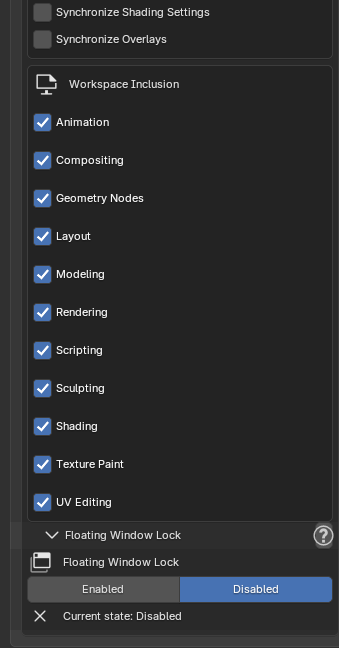 Synchronize Shading Settings
Synchronize Overlays
Workspace Inclusion
Animation
Compositing
Geometry Nodes
Layout
Modeling
Rendering
Scripting
Sculpting
Shading
Texture Paint
UV Editing
Floating Window Lock ?
Floating Window Lock
Enabled Disabled
Current state: Disabled